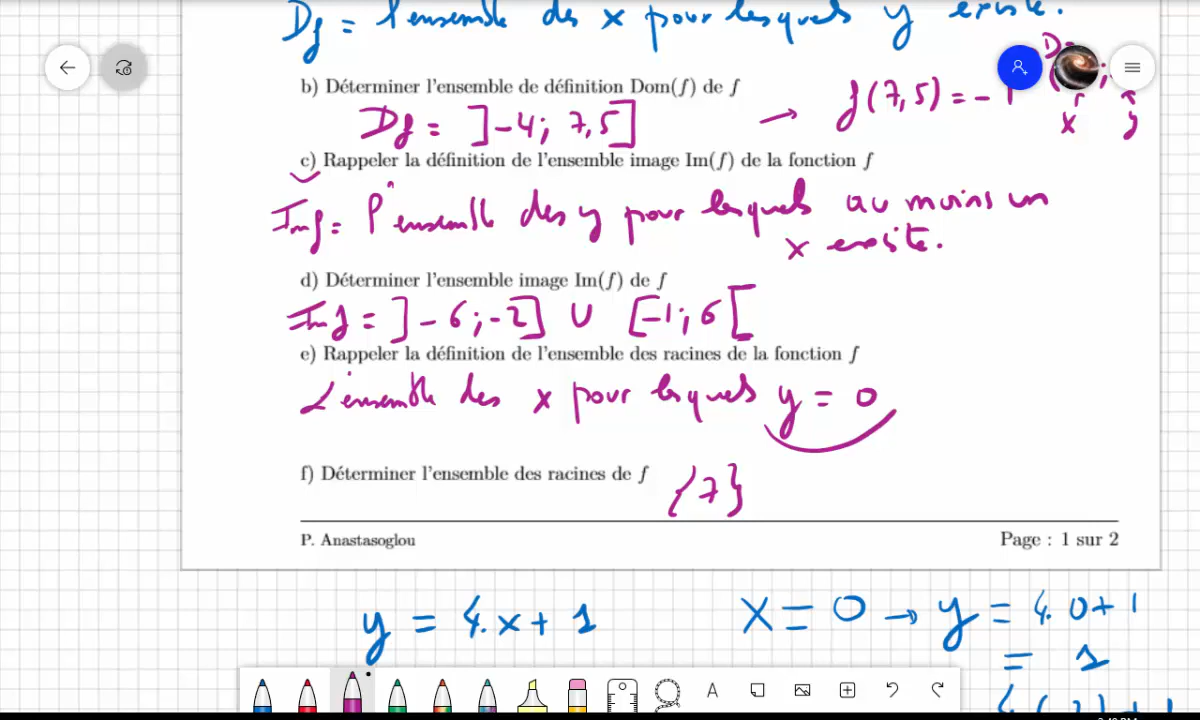 Df = l'ensemble des x pour lesquels y existe.
b) Déterminer l'ensemble de définition Dom(f) de f
Df = ]-4; 7,5] → f(7,5) = -1
x y
c) Rappeler la définition de l'ensemble image Im(f) de la fonction f
Imf = l'ensemble des y pour lesquels au moins un
x existe.
d) Déterminer l'ensemble image Im(f) de f
Imf = ]-6;-2] ∪ [-1;6[
e) Rappeler la définition de l'ensemble des racines de la fonction f
L'ensemble des x pour lesquels y = 0
f) Déterminer l'ensemble des racines de f {7}
P. Anastasoglou Page : 1 sur 2
y = 4.x + 1 x = 0 → y = 4.0+1
= 1